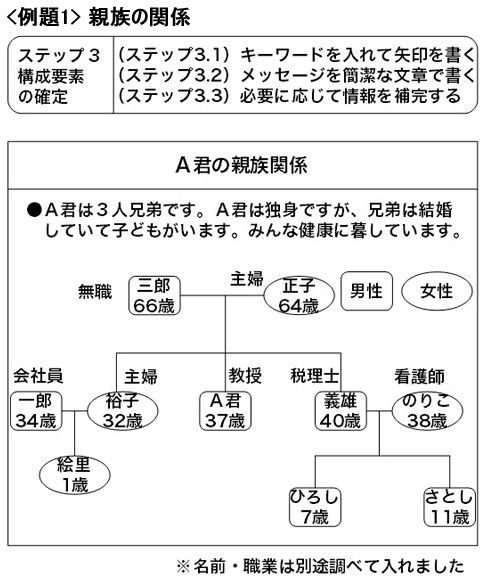 <例題1> 親族の関係
ステップ３
構成要素
の確定
（ステップ3.1）キーワードを入れて矢印を書く
（ステップ3.2）メッセージを簡潔な文章で書く
（ステップ3.3）必要に応じて情報を補完する
Ａ君の親族関係
●Ａ君は３人兄弟です。Ａ君は独身ですが、兄弟は結婚
していて子どもがいます。みんな健康に暮しています。
無職
三郎
66歳
主婦
正子
64歳
男性
女性
会社員
一郎
34歳
主婦
裕子
32歳
教授
Ａ君
37歳
税理士
義雄
40歳
看護師
のりこ
38歳
絵里
1歳
ひろし
7歳
さとし
11歳
※名前・職業は別途調べて入れました